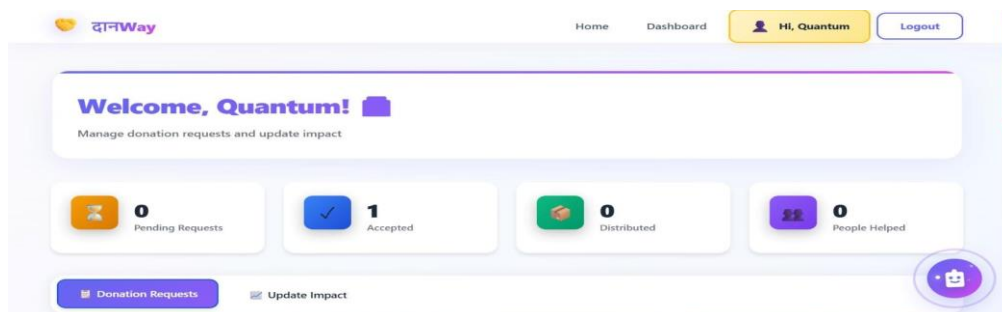 दानWay
Home
Dashboard
Hi, Quantum
Logout
Welcome, Quantum!
Manage donation requests and update impact
0
Pending Requests
1
Accepted
0
Distributed
0
People Helped
Donation Requests
Update Impact